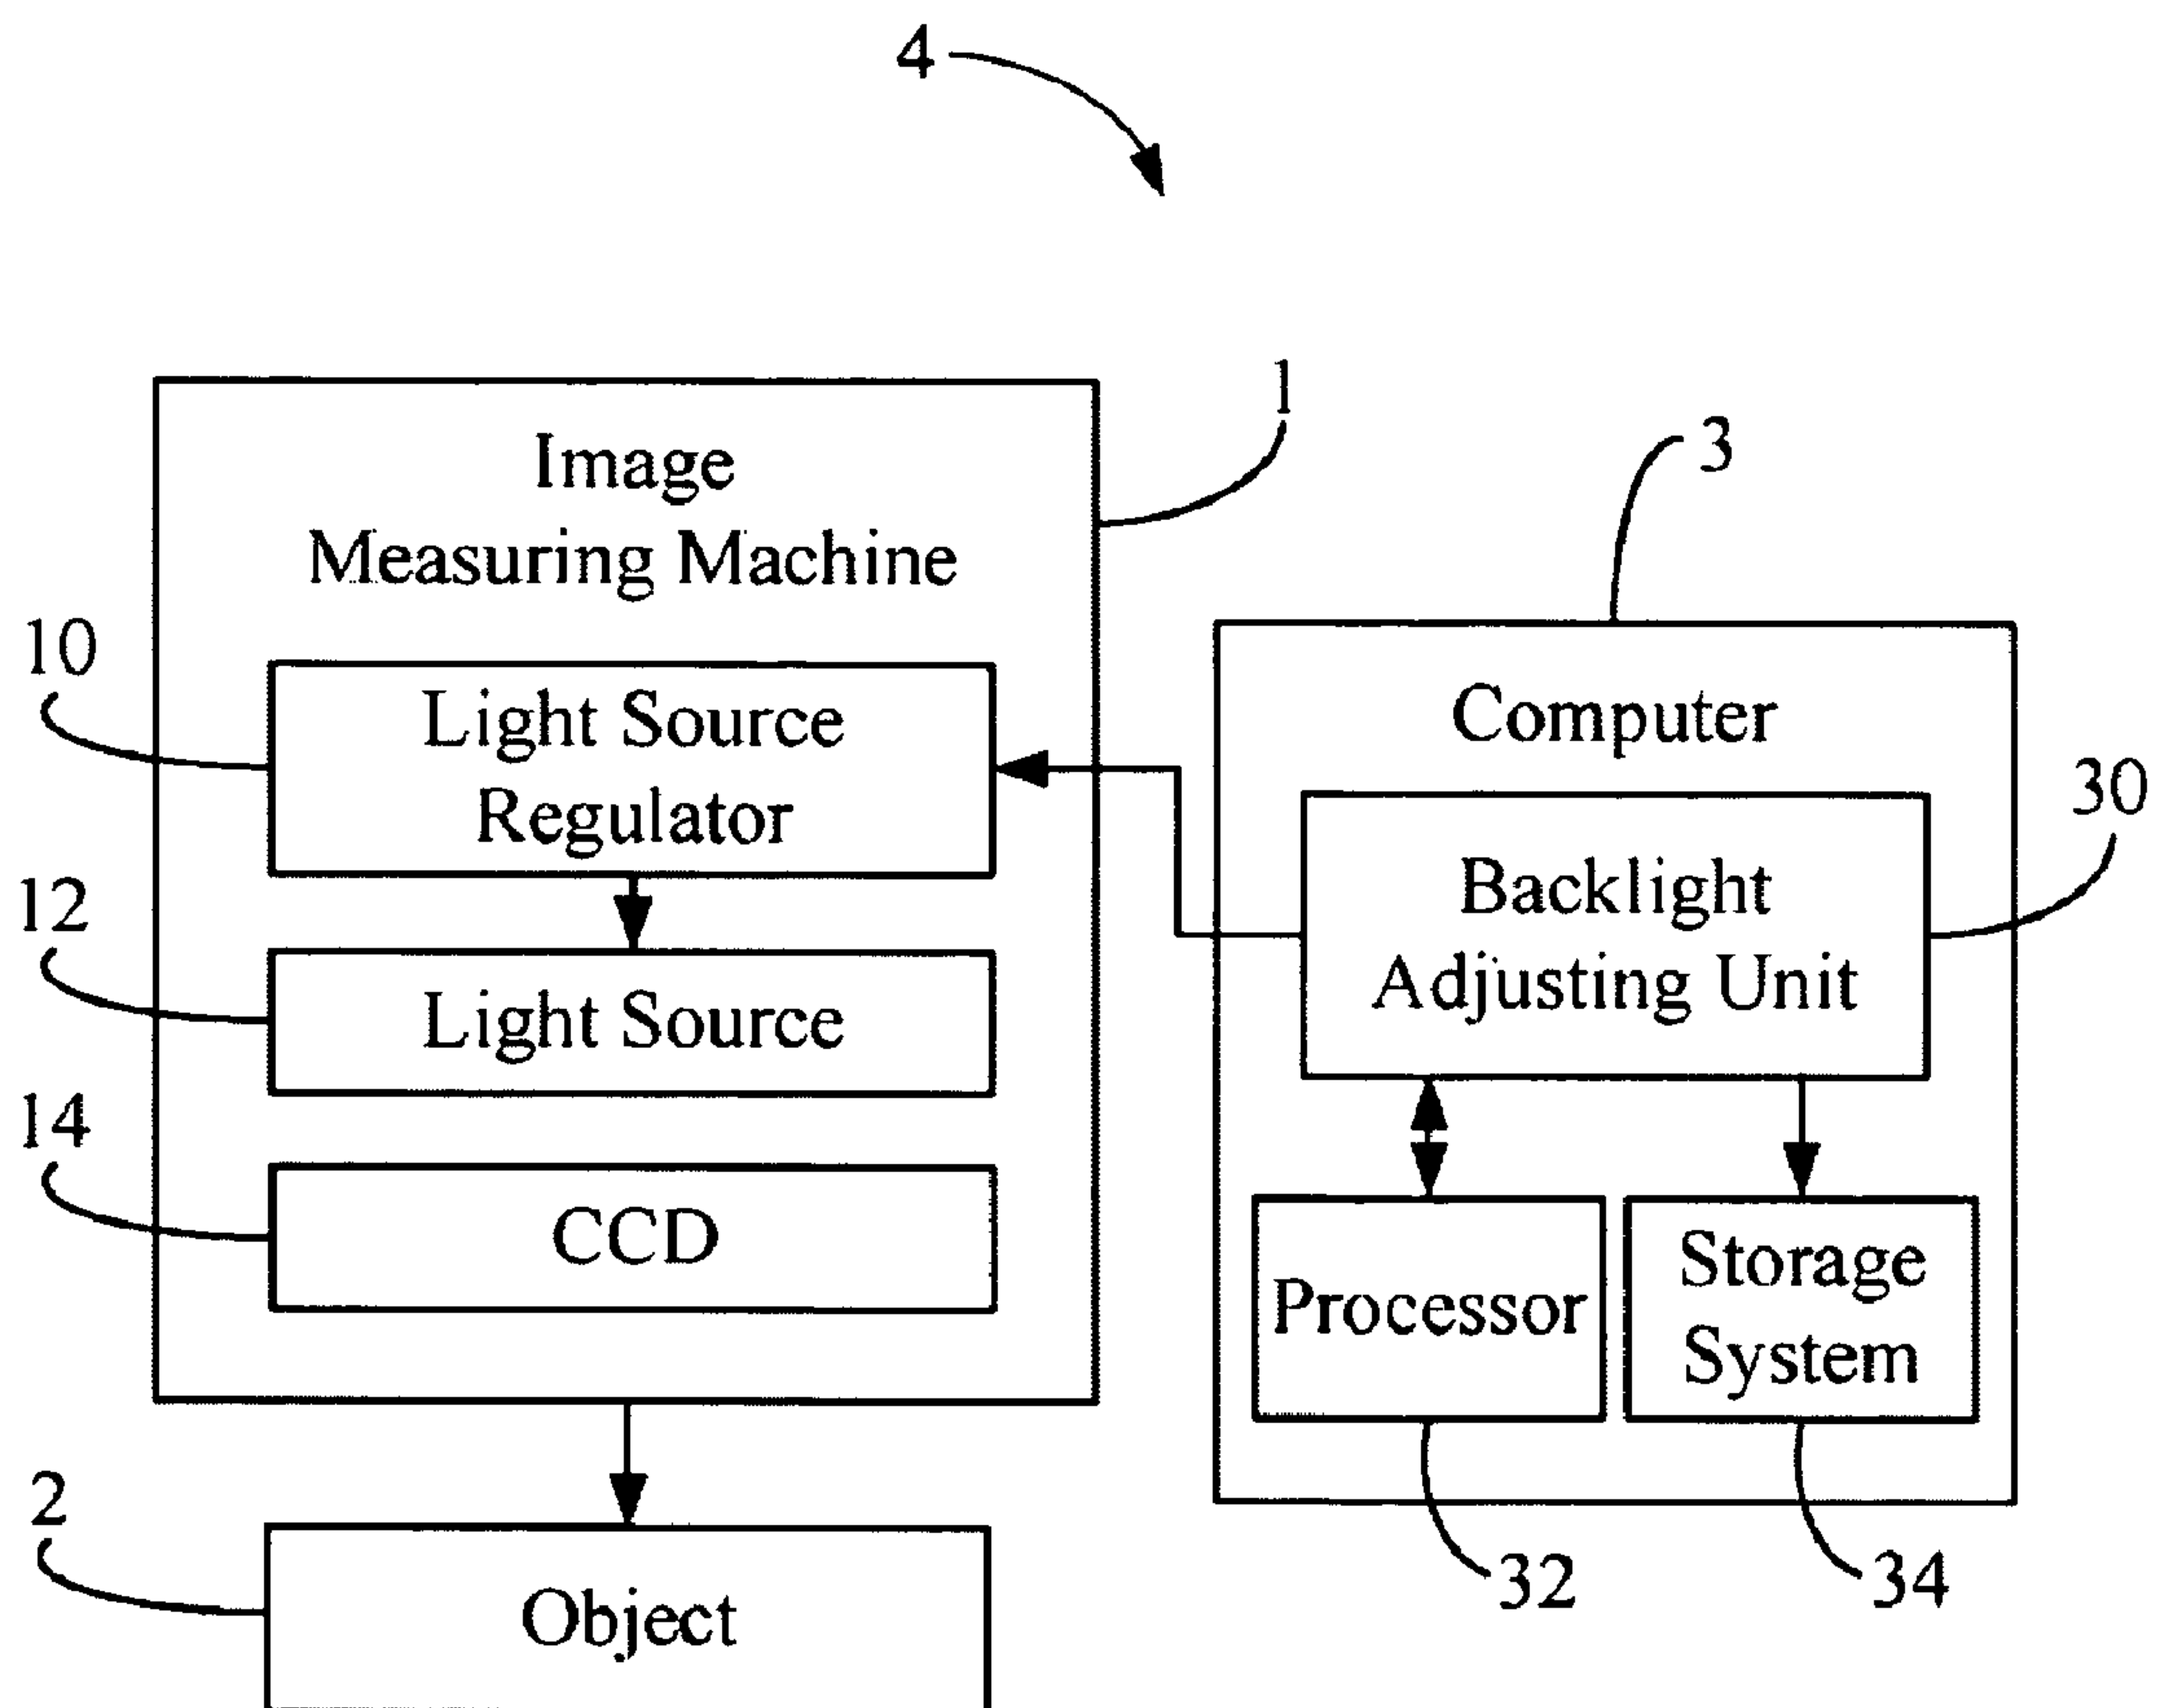 4
1
Image
Measuring Machine
10
Light Source
Regulator
12
Light Source
14
CCD
2
Object
3
Computer
30
Backlight
Adjusting Unit
Processor
Storage
System
32
34